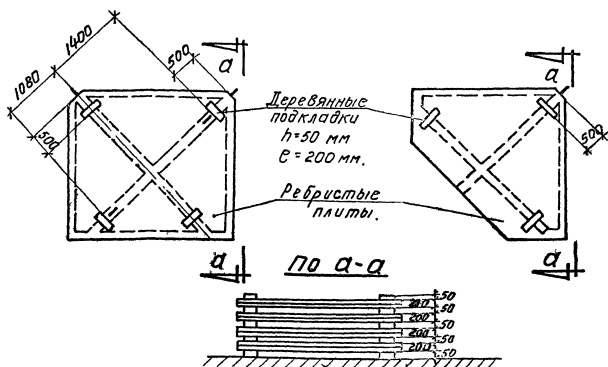 1400
1080
500
500
а
Деревянные
подкладки
h=50 мм
e = 200 мм.
Ребристые
плиты.
а
500
а
а
по а-а
50
200
50
200
50
200
50
200
50